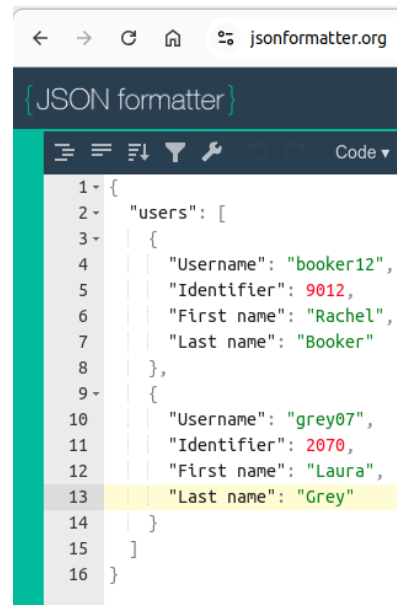 jsonformatter.org
{JSON formatter}
Code ▾
1 {
2 "users": [
3 {
4 "Username": "booker12",
5 "Identifier": 9012,
6 "First name": "Rachel",
7 "Last name": "Booker"
8 },
9 {
10 "Username": "grey07",
11 "Identifier": 2070,
12 "First name": "Laura",
13 "Last name": "Grey"
14 }
15 ]
16 }